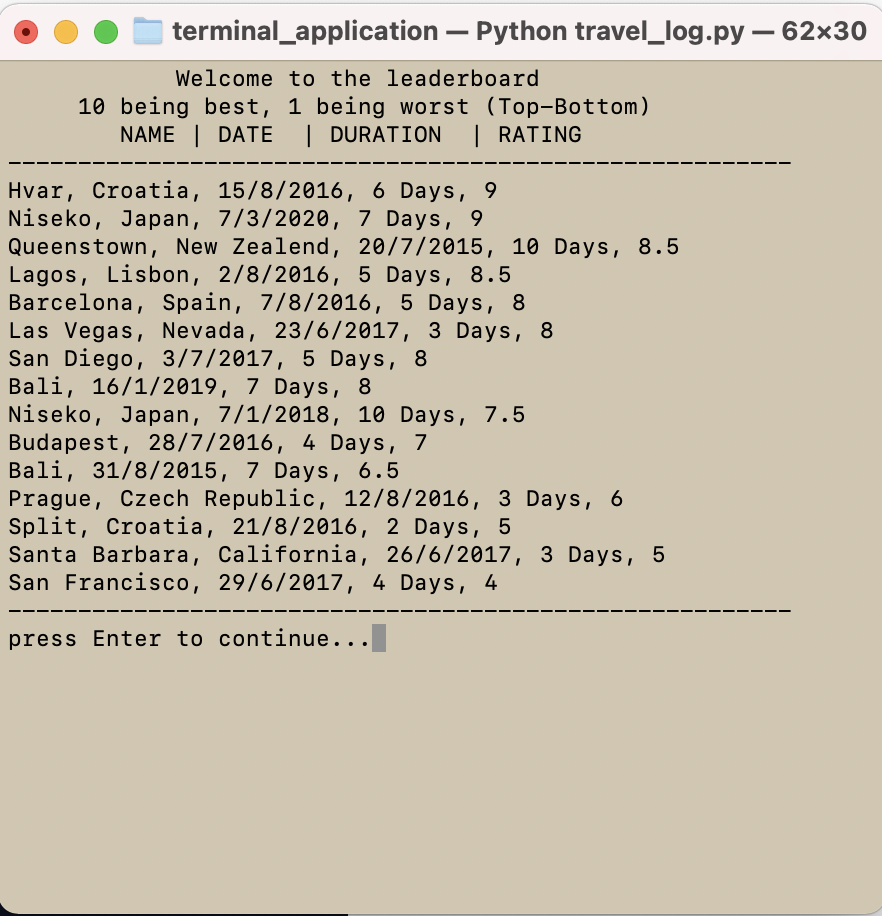 terminal_application — Python travel_log.py — 62×30
Welcome to the leaderboard
10 being best, 1 being worst (Top-Bottom)
NAME | DATE  | DURATION  | RATING
--------------------------------------------------------
Hvar, Croatia, 15/8/2016, 6 Days, 9
Niseko, Japan, 7/3/2020, 7 Days, 9
Queenstown, New Zealend, 20/7/2015, 10 Days, 8.5
Lagos, Lisbon, 2/8/2016, 5 Days, 8.5
Barcelona, Spain, 7/8/2016, 5 Days, 8
Las Vegas, Nevada, 23/6/2017, 3 Days, 8
San Diego, 3/7/2017, 5 Days, 8
Bali, 16/1/2019, 7 Days, 8
Niseko, Japan, 7/1/2018, 10 Days, 7.5
Budapest, 28/7/2016, 4 Days, 7
Bali, 31/8/2015, 7 Days, 6.5
Prague, Czech Republic, 12/8/2016, 3 Days, 6
Split, Croatia, 21/8/2016, 2 Days, 5
Santa Barbara, California, 26/6/2017, 3 Days, 5
San Francisco, 29/6/2017, 4 Days, 4
--------------------------------------------------------
press Enter to continue...